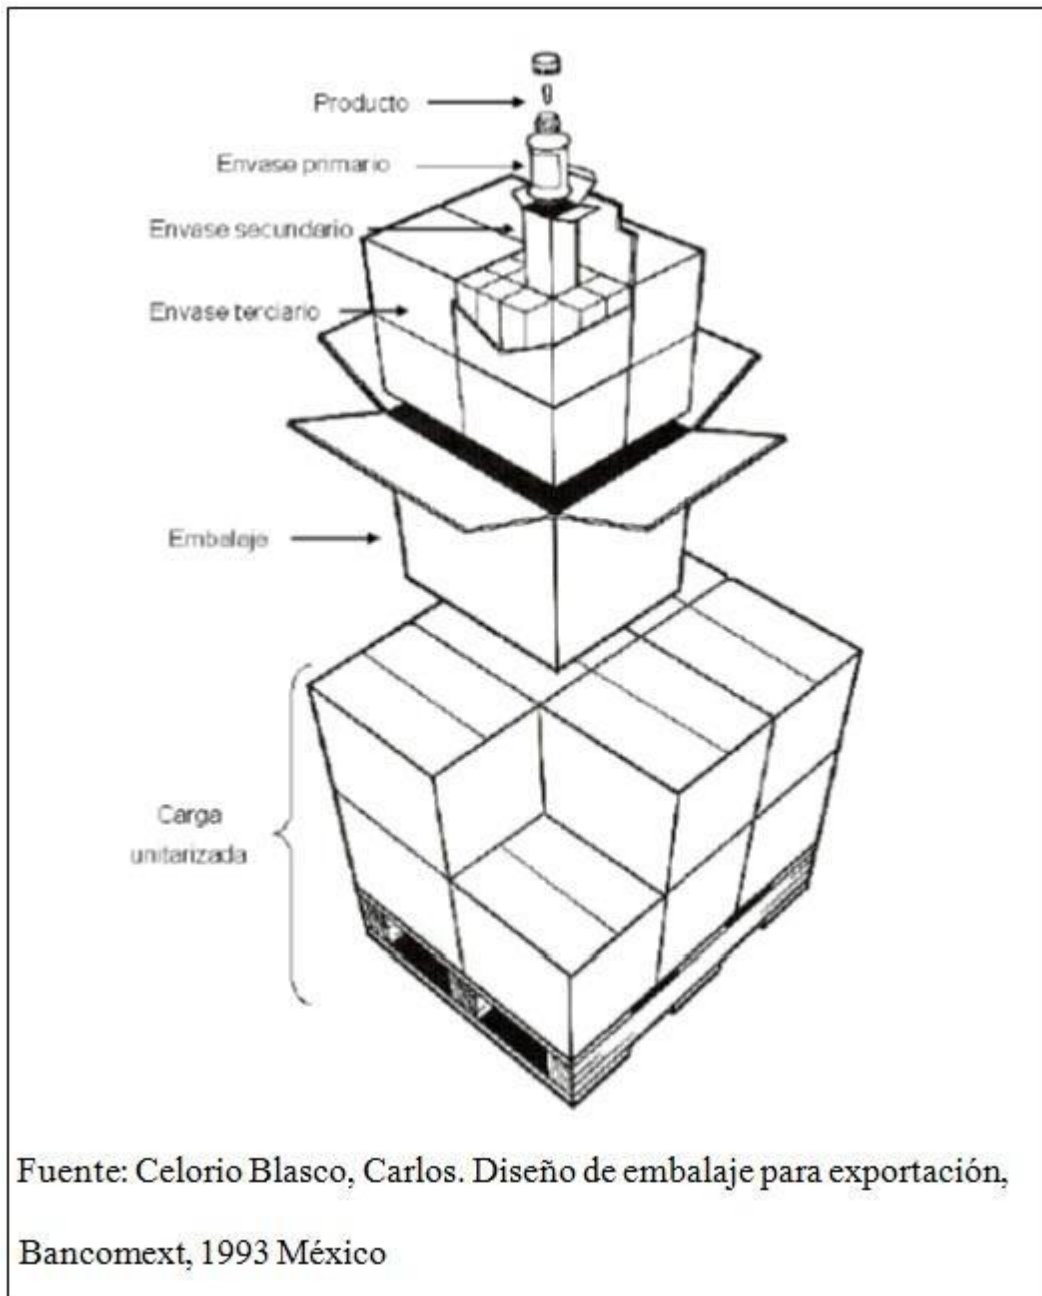 Producto
Envase primario
Envase secundario
Envase terciario
Embalaje
Carga
unitarizada
Fuente: Celorio Blasco, Carlos. Diseño de embalaje para exportación,
Bancomext, 1993 México